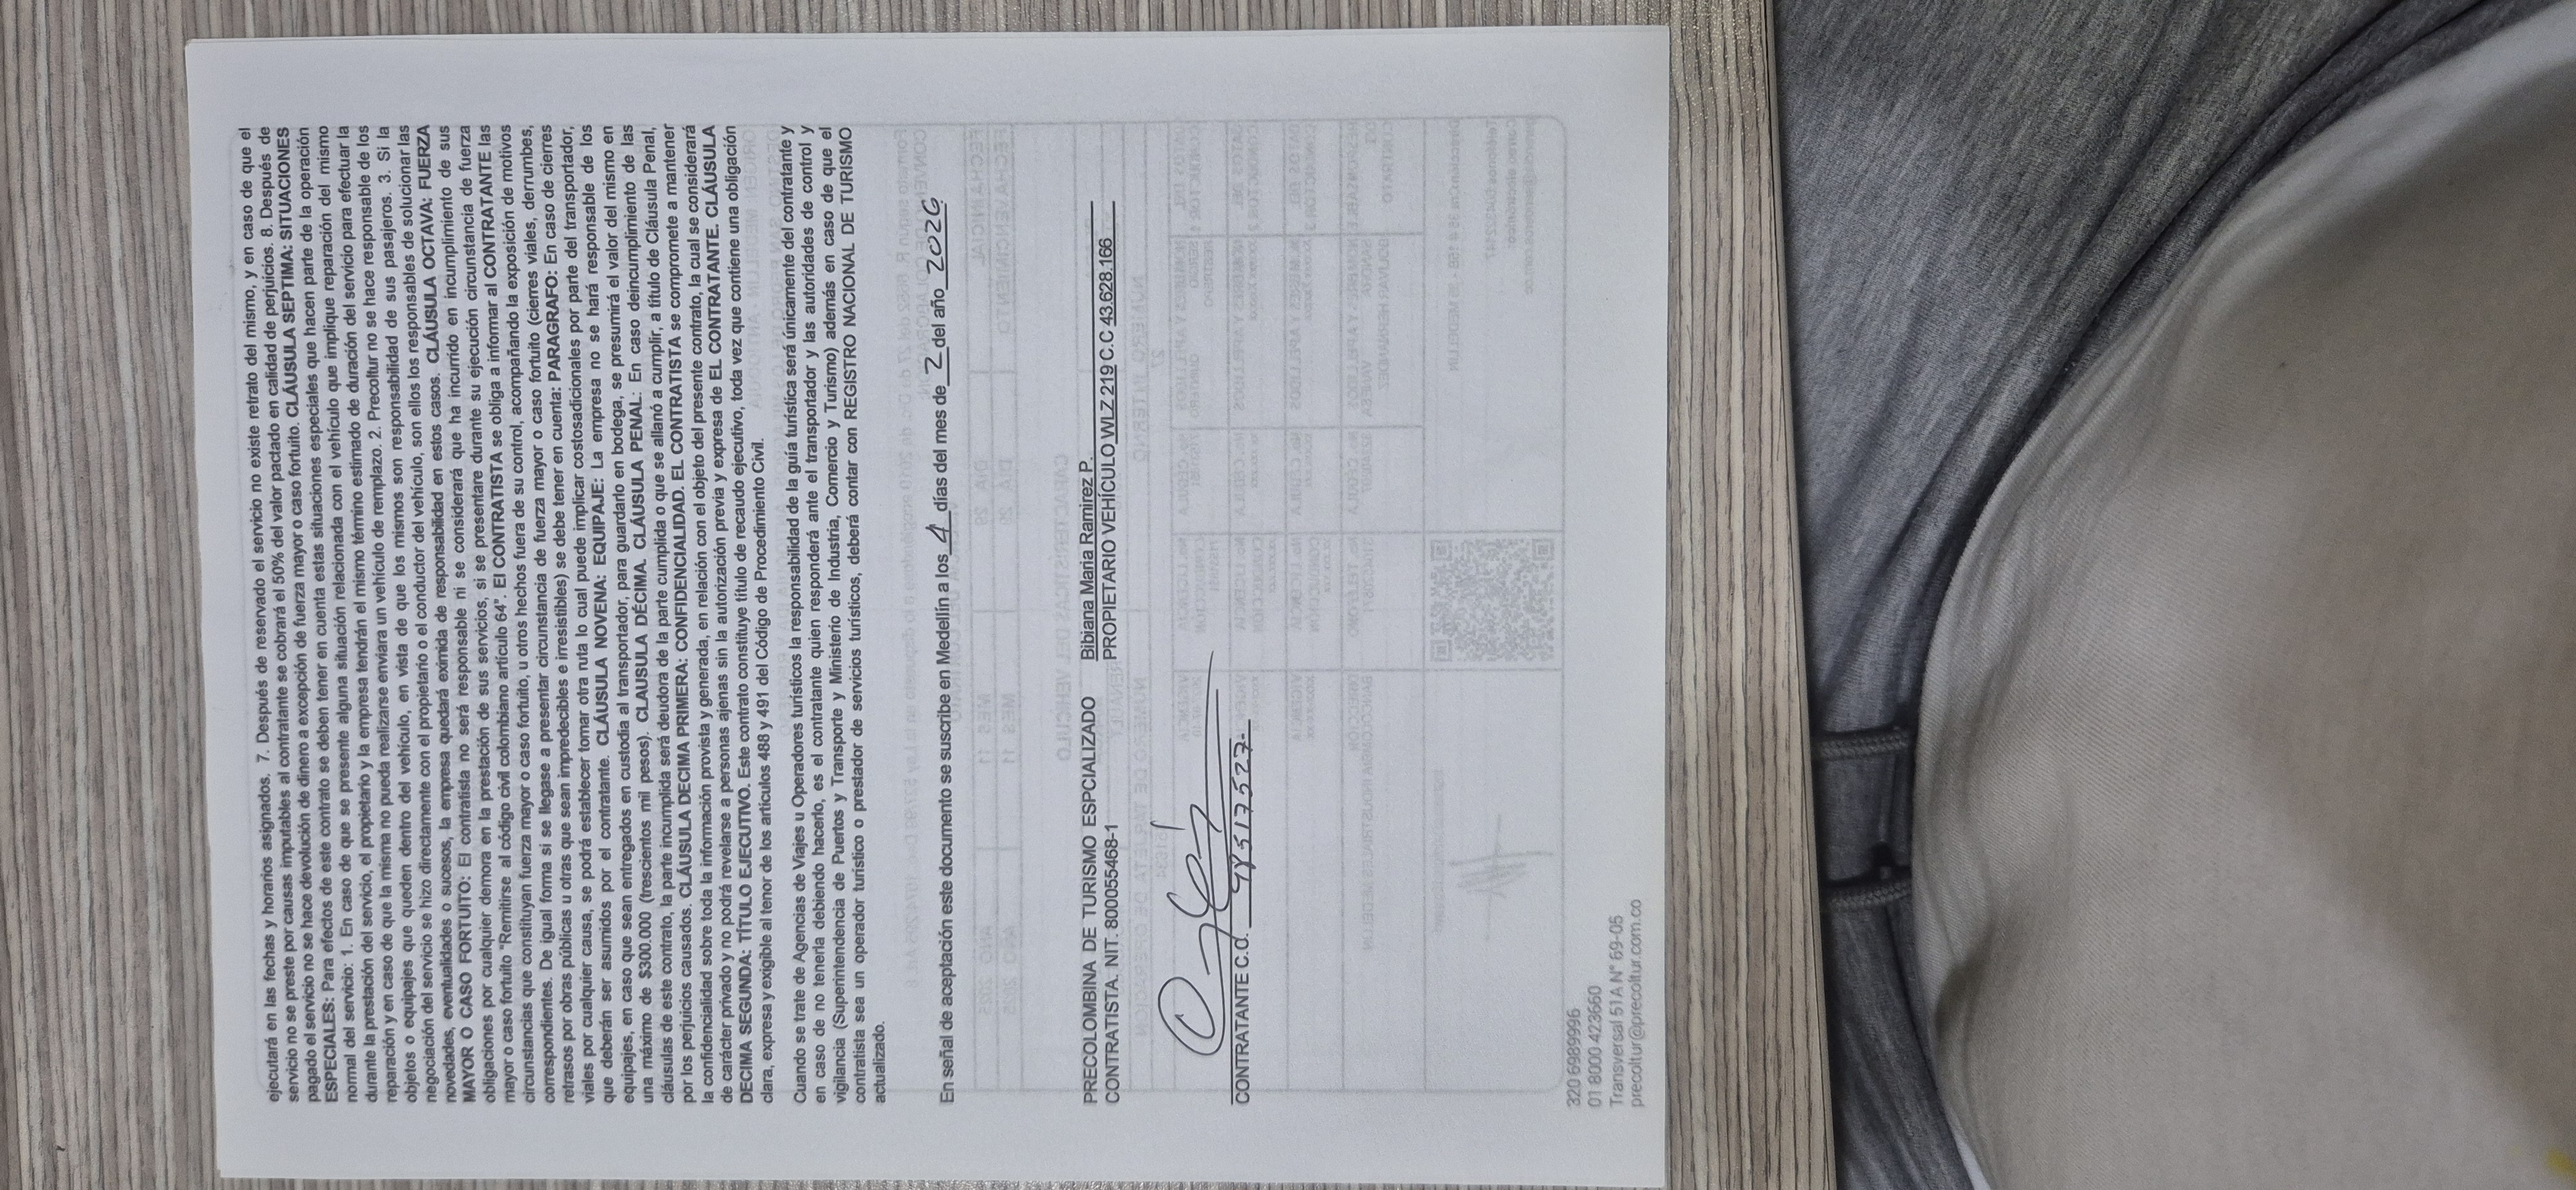 ejecutará en las fechas y horarios asignados. 7. Después de reservado el servicio no existe retrato del mismo, y en caso de que el
servicio no se preste por causas imputables al contratante se cobrará el 50% del valor pactado en calidad de perjuicios. 8. Después de
pagado el servicio no se hace devolución de dinero a excepción de fuerza mayor o caso fortuito. CLÁUSULA SEPTIMA: SITUACIONES
ESPECIALES: Para efectos de este contrato se deben tener en cuenta estas situaciones especiales que hacen parte de la operación
normal del servicio: 1. En caso de que se presente alguna situación relacionada con el vehículo que implique reparación del mismo
durante la prestación del servicio, el propietario y la empresa tendrán el mismo término estimado de duración del servicio para efectuar la
reparación y en caso de que la misma no pueda realizarse enviara un vehículo de remplazo. 2. Precoltur no se hace responsable de los
objetos o equipajes que queden dentro del vehículo, en vista de que los mismos son responsabilidad de sus pasajeros. 3. Si la
negociación del servicio se hizo directamente con el propietario o el conductor del vehículo, son ellos los responsables de solucionar las
novedades, eventualidades o sucesos, la empresa quedará eximida de responsabilidad en estos casos. CLÁUSULA OCTAVA: FUERZA
MAYOR O CASO FORTUITO: El contratista no será responsable ni se considerará que ha incurrido en incumplimiento de sus
obligaciones por cualquier demora en la prestación de sus servicios, si se presentare durante su ejecución circunstancia de fuerza
mayor o caso fortuito "Remitirse al código civil colombiano artículo 64". El CONTRATISTA se obliga a informar al CONTRATANTE las
circunstancias que constituyan fuerza mayor o caso fortuito, u otros hechos fuera de su control, acompañando la exposición de motivos
correspondientes. De igual forma si se llegase a presentar circunstancia de fuerza mayor o caso fortuito (cierres viales, derrumbes,
retrasos por obras públicas u otras que sean impredecibles e irresistibles) se debe tener en cuenta: PARAGRAFO: En caso de cierres
viales por cualquier causa, se podrá establecer tomar otra ruta lo cual puede implicar costosadicionales por parte del transportador,
que deberán ser asumidos por el contratante. CLÁUSULA NOVENA: EQUIPAJE: La empresa no se hará responsable de los
equipajes, en caso que sean entregados en custodia al transportador, para guardarlo en bodega, se presumirá el valor del mismo en
una máximo de $300.000 (trescientos mil pesos). CLAUSULA DÉCIMA. CLÁUSULA PENAL: En caso deincumplimiento de las
cláusulas de este contrato, la parte incumplida será deudora de la parte cumplida o que se allanó a cumplir, a título de Cláusula Penal,
por los perjuicios causados. CLÁUSULA DECIMA PRIMERA: CONFIDENCIALIDAD. EL CONTRATISTA se compromete a mantener
la confidencialidad sobre toda la información provista y generada, en relación con el objeto del presente contrato, la cual se considerará
de carácter privado y no podrá revelarse a personas ajenas sin la autorización previa y expresa de EL CONTRATANTE. CLÁUSULA
DECIMA SEGUNDA: TÍTULO EJECUTIVO. Este contrato constituye título de recaudo ejecutivo, toda vez que contiene una obligación
clara, expresa y exigible al tenor de los artículos 488 y 491 del Código de Procedimiento Civil.
Cuando se trate de Agencias de Viajes u Operadores turísticos la responsabilidad de la guía turística será únicamente del contratante y
en caso de no tenerla debiendo hacerlo, es el contratante quien responderá ante el transportador y las autoridades de control y
vigilancia (Superintendencia de Puertos y Transporte y Ministerio de Industria, Comercio y Turismo) además en caso de que el
contratista sea un operador turístico o prestador de servicios turísticos, deberá contar con REGISTRO NACIONAL DE TURISMO
actualizado.
En señal de aceptación este documento se suscribe en Medellín a los 4 días del mes de 2 del año 2026
PRECOLOMBINA DE TURISMO ESPCIALIZADO Bibiana Maria Ramirez P.
CONTRATISTA. NIT. 800055468-1 PROPIETARIO VEHÍCULO WLZ 219 C.C 43.628.166
CONTRATANTE C.d. 98517527-
320 6989996
01 8000 423660
Transversal 51A N° 69-05
precoltur@precoltur.com.co